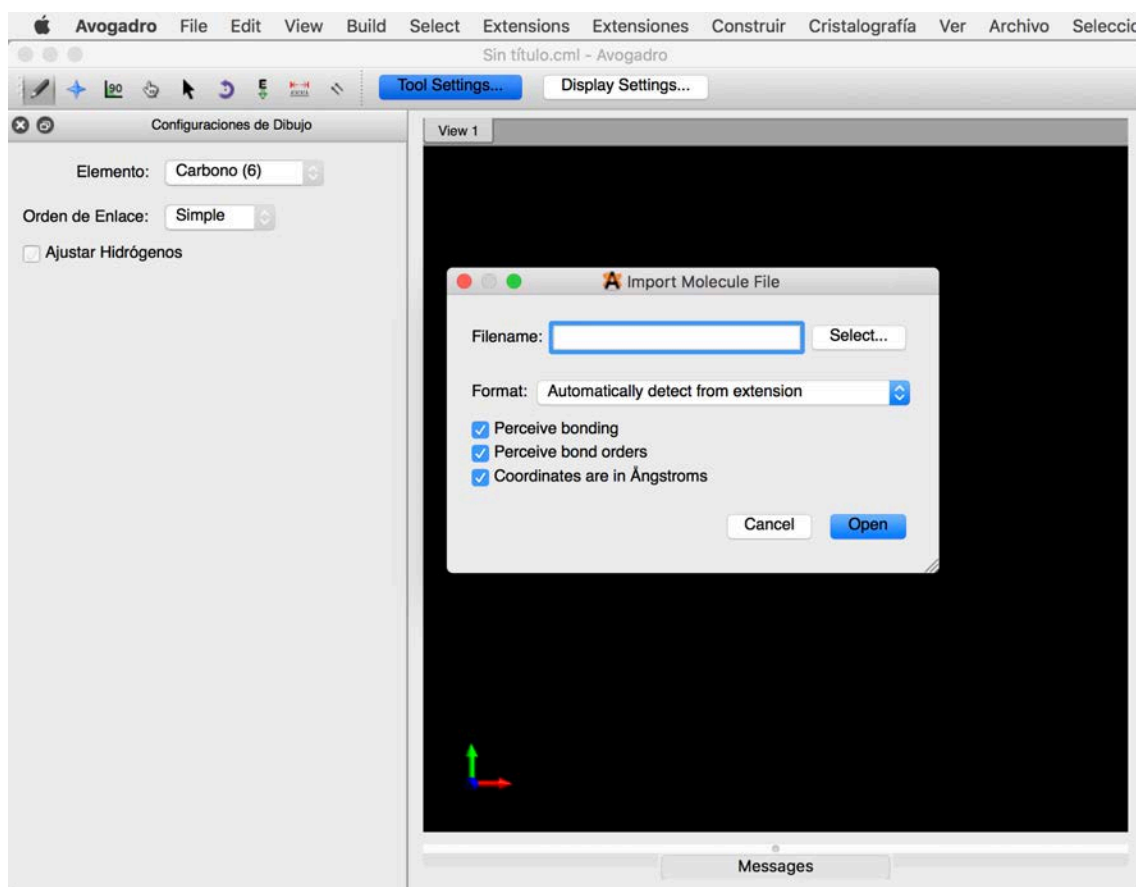 Avogadro File Edit View Build Select Extensions Extensiones Construir Cristalografía Ver Archivo Seleccio
Sin título.cml - Avogadro
90 E Tool Settings... Display Settings...
Configuraciones de Dibujo
View 1
Elemento: Carbono (6)
Orden de Enlace: Simple
Ajustar Hidrógenos
Import Molecule File
Filename: Select...
Format: Automatically detect from extension
Perceive bonding
Perceive bond orders
Coordinates are in Ångstroms
Cancel Open
Messages